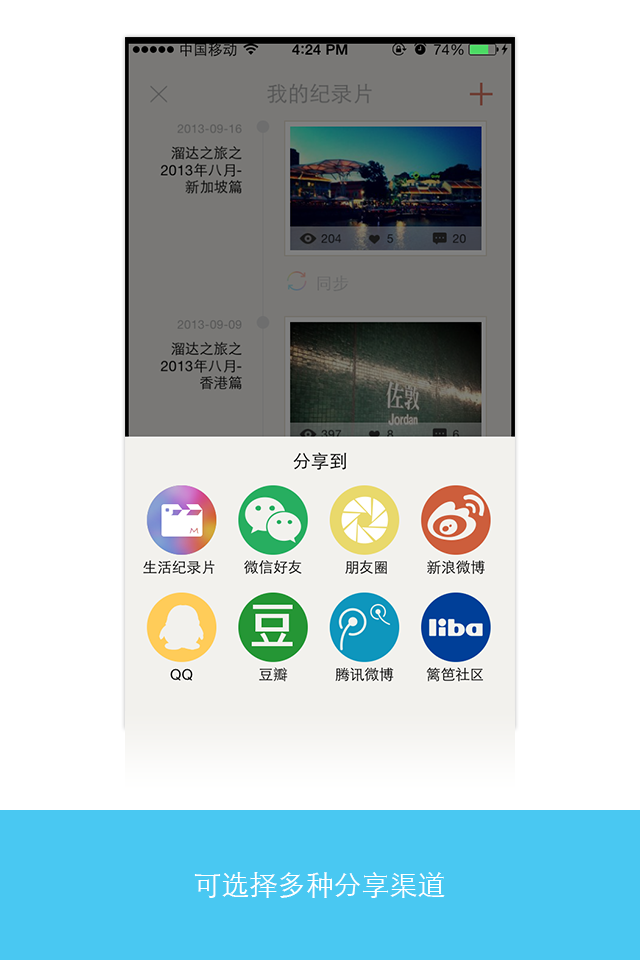 中国移动 4:24 PM 74%
我的纪录片
2013-09-16
溜达之旅之
2013年八月-
新加坡篇
204 5 20
同步
2013-09-09
溜达之旅之
2013年八月-
香港篇
佐敦
Jordan
397 8 6
分享到
M
生活纪录片 微信好友 朋友圈 新浪微博
豆 liba
QQ 豆瓣 腾讯微博 篱笆社区
可选择多种分享渠道